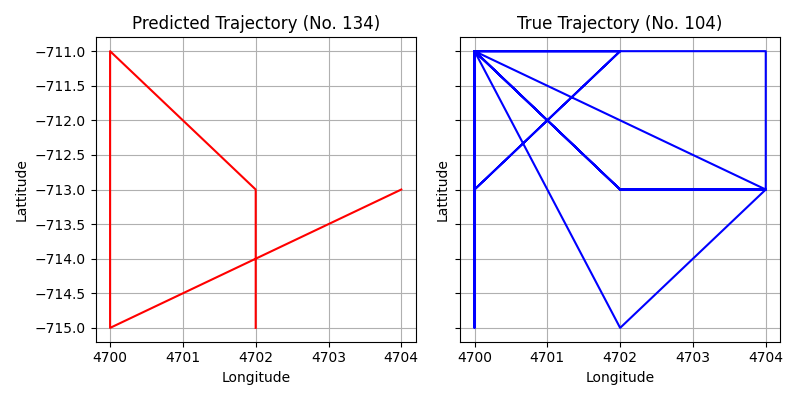 Predicted Trajectory (No. 134)
True Trajectory (No. 104)
−711.0
−711.5
−712.0
−712.5
−713.0
−713.5
−714.0
−714.5
−715.0
Lattitude
Lattitude
4700 4701 4702 4703 4704
4700 4701 4702 4703 4704
Longitude
Longitude